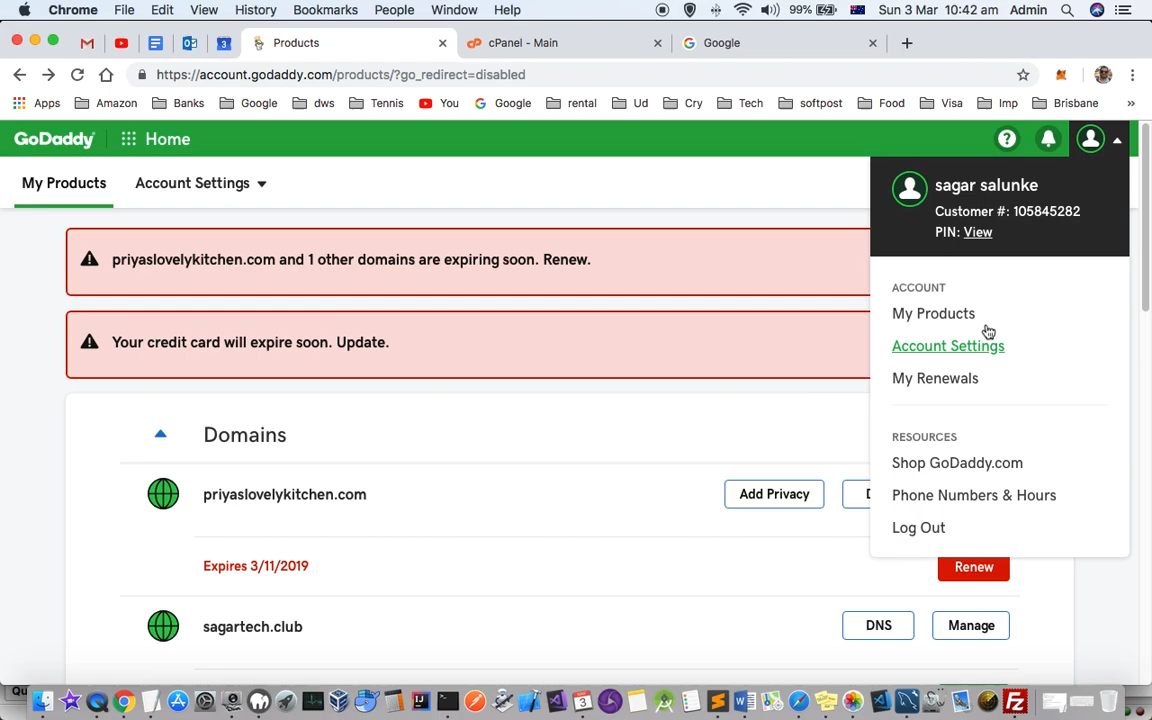 Chrome File Edit View History Bookmarks People Window Help 99% Sun 3 Mar 10:42 am Admin
Products cPanel - Main Google
https://account.godaddy.com/products/?go_redirect=disabled
Apps Amazon Banks Google dws Tennis You Google rental Ud Cry Tech softpost Food Visa Imp Brisbane »
GoDaddy Home
My Products Account Settings
sagar salunke
Customer #: 105845282
PIN: View
priyaslovelykitchen.com and 1 other domains are expiring soon. Renew.
Your credit card will expire soon. Update.
ACCOUNT
My Products
Account Settings
My Renewals
RESOURCES
Shop GoDaddy.com
Phone Numbers & Hours
Log Out
Domains
priyaslovelykitchen.com Add Privacy D
Expires 3/11/2019 Renew
sagartech.club DNS Manage